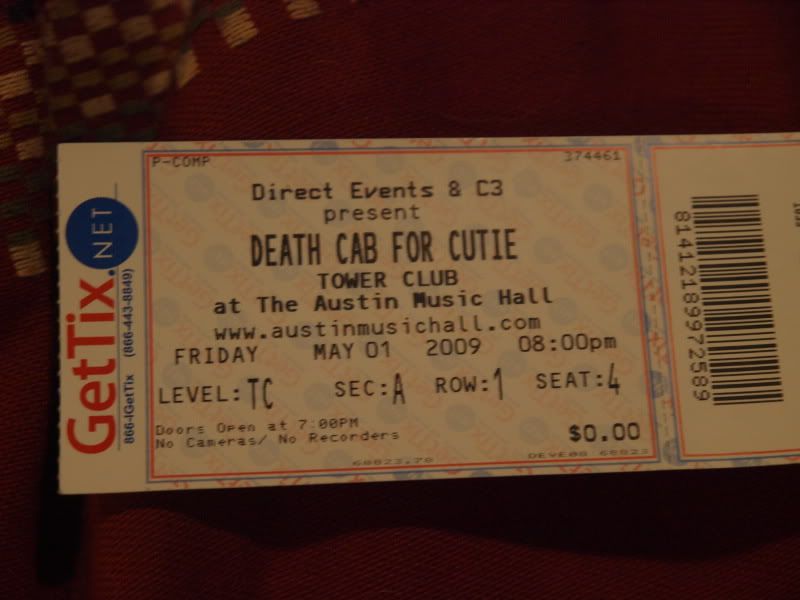 GetTix.NET
866-IGetTix (866-443-8849)
P-COMP 374461
Direct Events & C3
present
DEATH CAB FOR CUTIE
TOWER CLUB
at The Austin Music Hall
www.austinmusichall.com
FRIDAY MAY 01 2009 08:00pm
LEVEL:TC SEC:A ROW:1 SEAT:4
Doors Open at 7:00PM
No Cameras/ No Recorders
$0.00
814121899972589